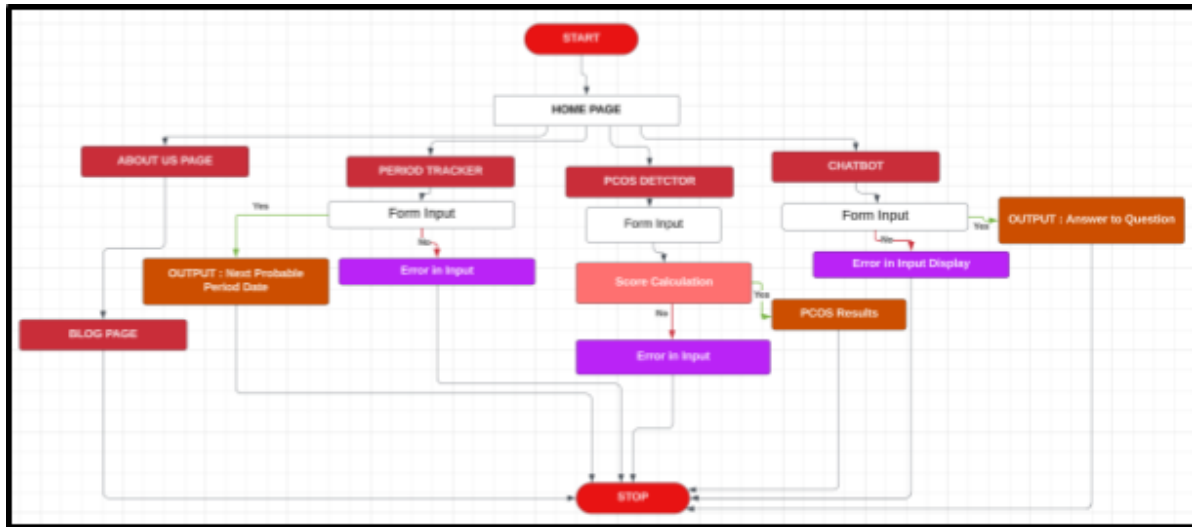 START
HOME PAGE
ABOUT US PAGE
PERIOD TRACKER
PCOS DETCTOR
CHATBOT
Yes
Form Input
No
Form Input
Form Input
Yes
No
OUTPUT : Answer to Question
OUTPUT : Next Probable
Period Date
Error in Input
Score Calculation
Yes
No
Error in Input Display
BLOG PAGE
PCOS Results
Error in Input
STOP